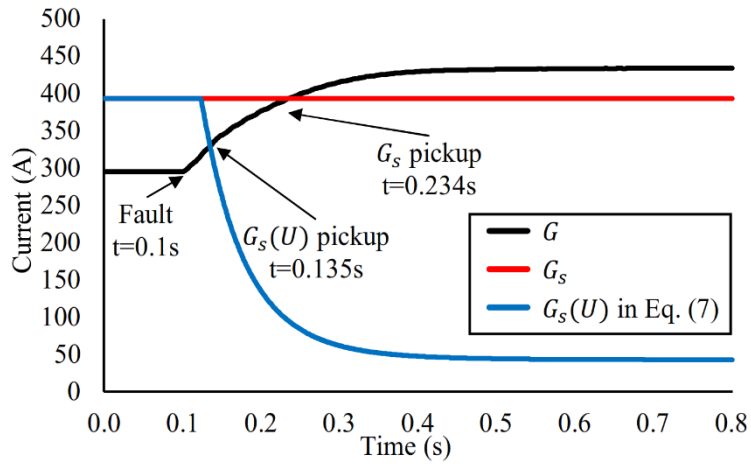 500
450
400
350
300
250
200
150
100
50
0
Current (A)
0.0 0.1 0.2 0.3 0.4 0.5 0.6 0.7 0.8
Time (s)
Fault
t=0.1s
G_s(U) pickup
t=0.135s
G_s pickup
t=0.234s
G
G_s
G_s(U) in Eq. (7)